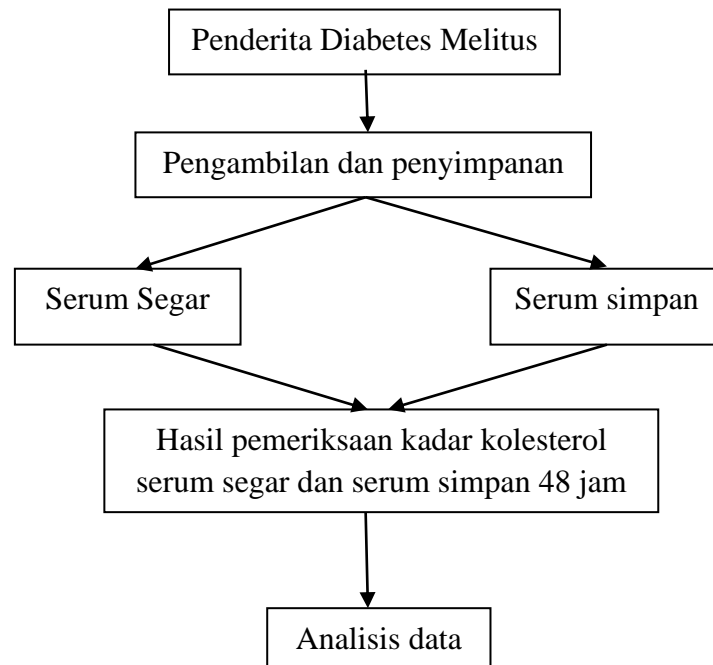 Penderita Diabetes Melitus
Pengambilan dan penyimpanan
Serum Segar
Serum simpan
Hasil pemeriksaan kadar kolesterol
serum segar dan serum simpan 48 jam
Analisis data